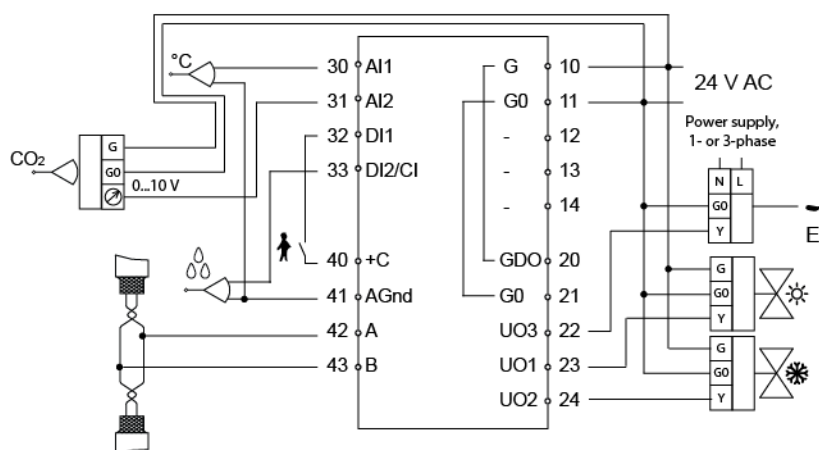 °C
30 AI1 G 10
24 V AC
31 AI2 G0 11
Power supply,
1- or 3-phase
32 DI1 - 12
CO2
G
G0
0...10 V
33 DI2/CI - 13
N L
- 14
G0
Y
E
40 +C GDO 20
41 AGnd G0 21
G
G0
Y
42 A UO3 22
43 B UO1 23
G
G0
Y
UO2 24